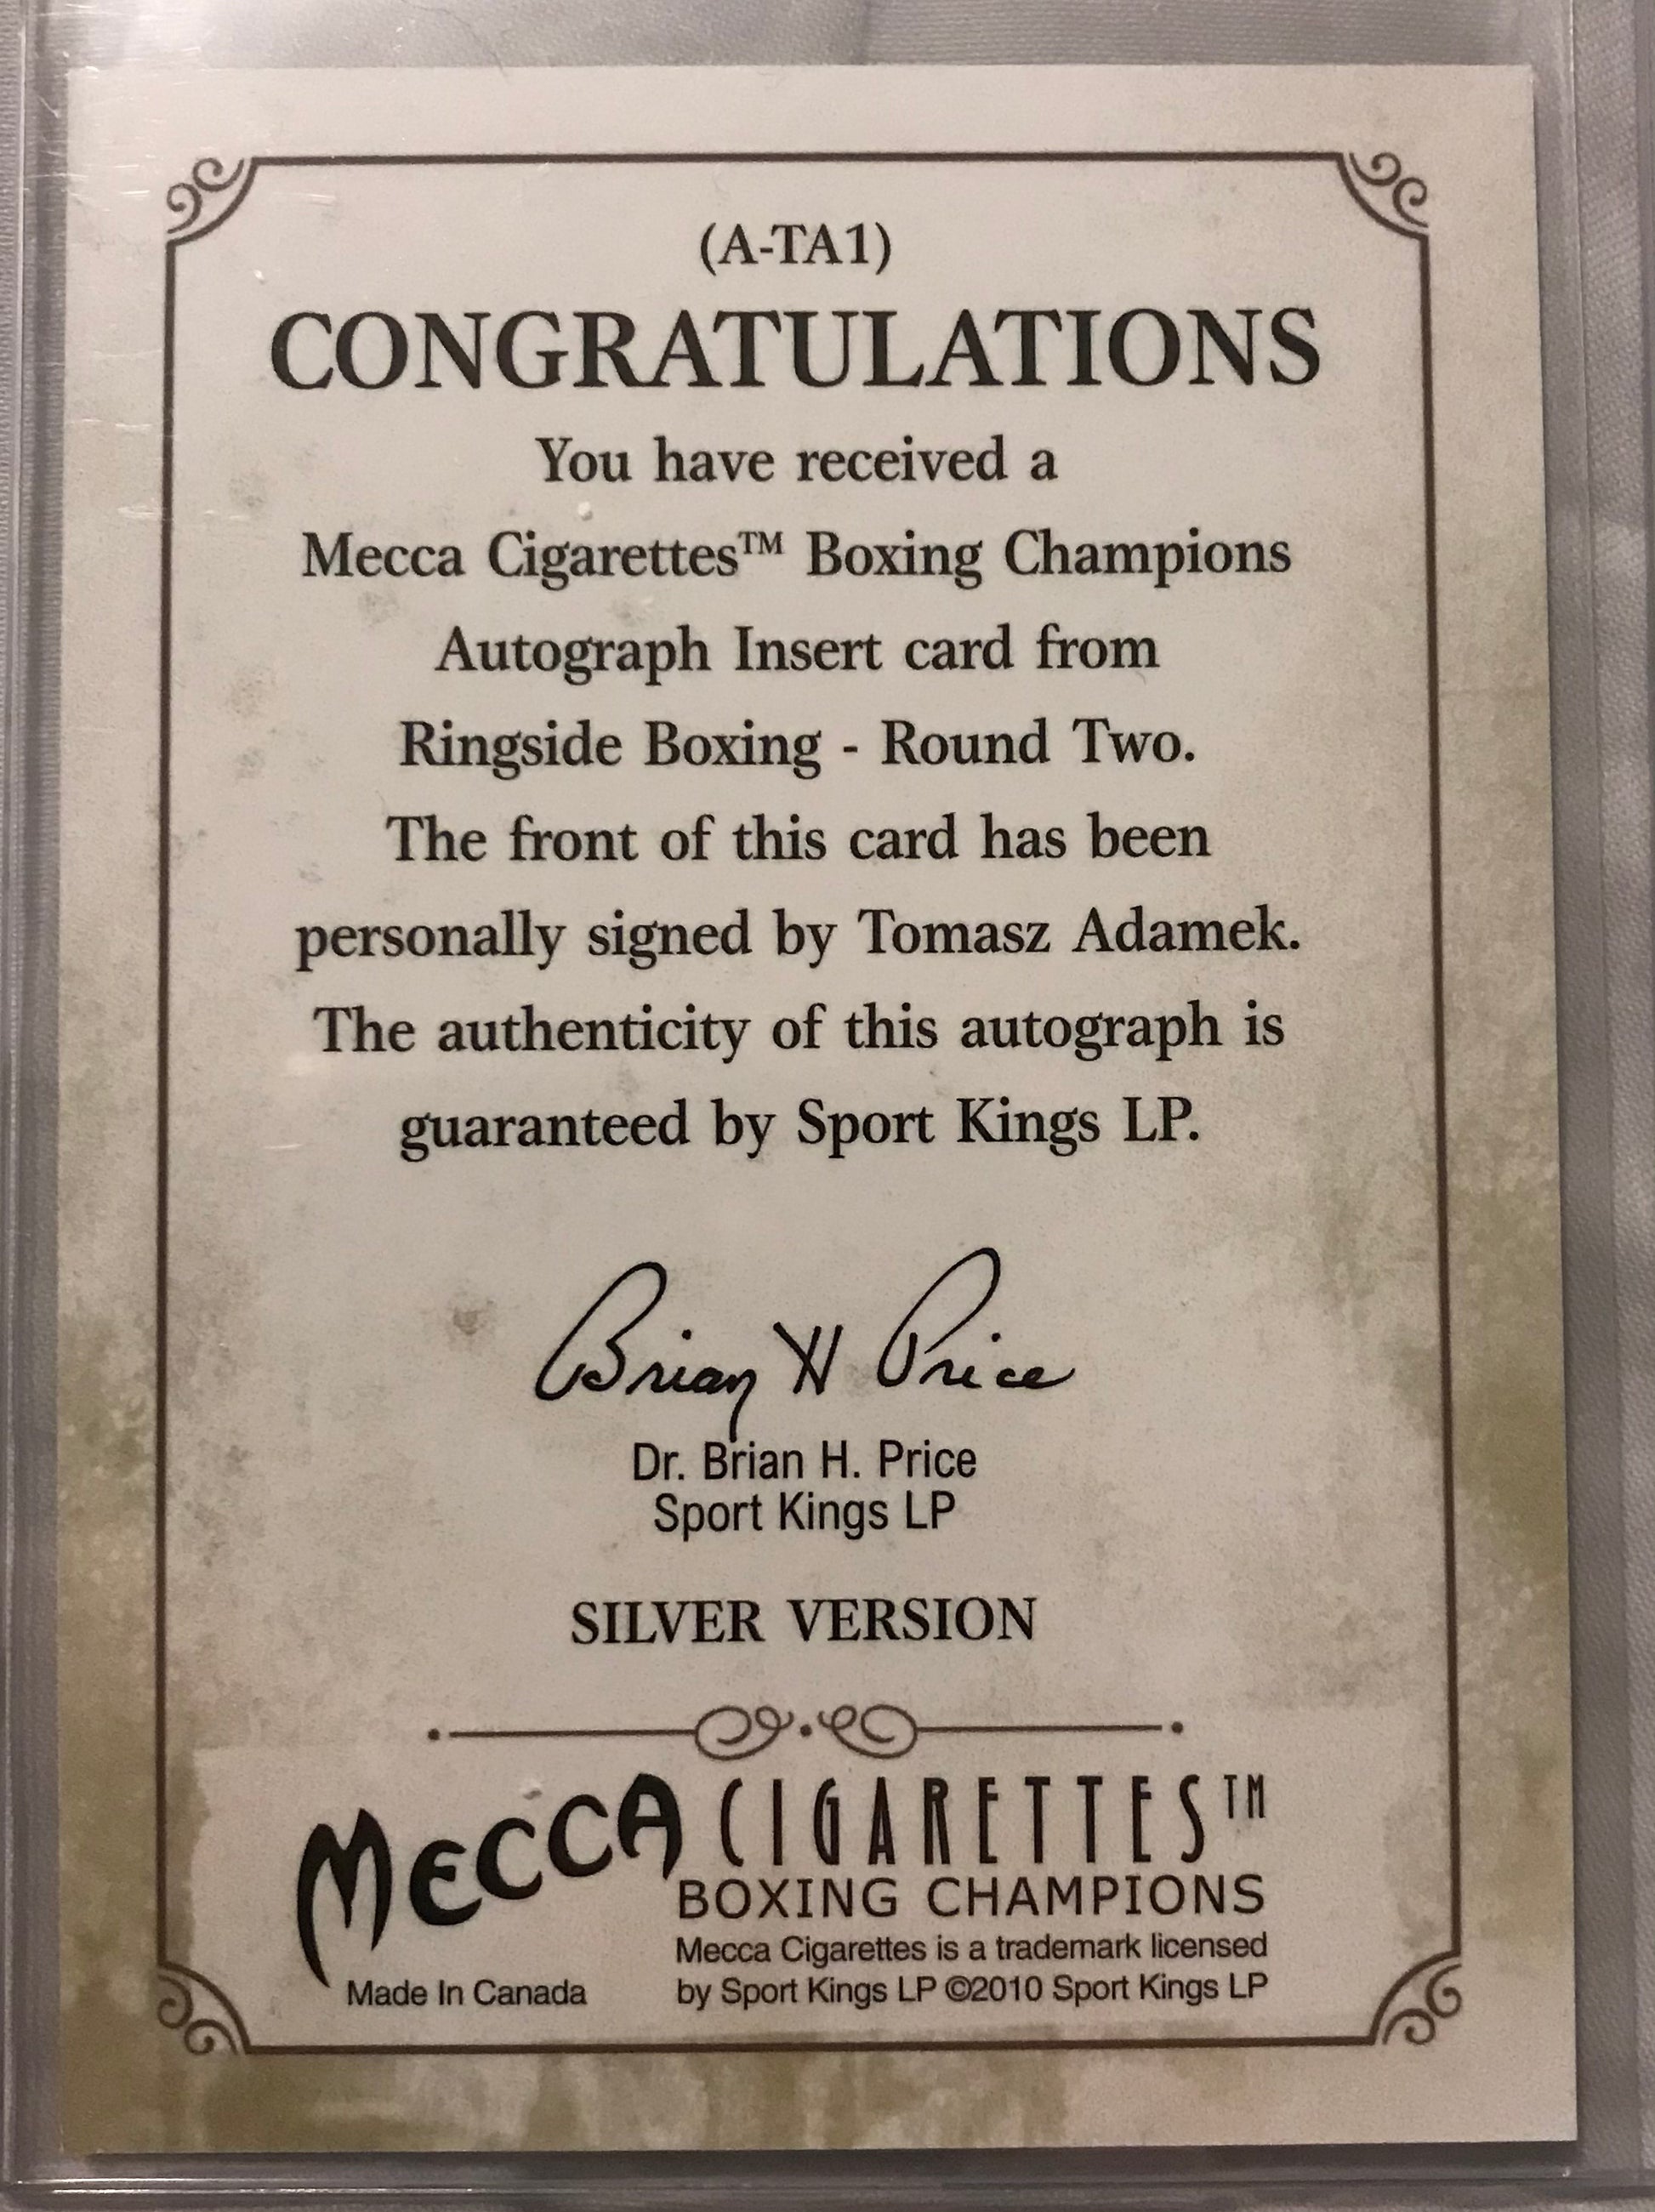 (A-TA1)
CONGRATULATIONS
You have received a
Mecca Cigarettes™ Boxing Champions
Autograph Insert card from
Ringside Boxing - Round Two.
The front of this card has been
personally signed by Tomasz Adamek.
The authenticity of this autograph is
guaranteed by Sport Kings LP.
Brian H Price
Dr. Brian H. Price
Sport Kings LP
SILVER VERSION
MECCA CIGARETTES™
BOXING CHAMPIONS
Mecca Cigarettes is a trademark licensed
Made In Canada by Sport Kings LP ©2010 Sport Kings LP